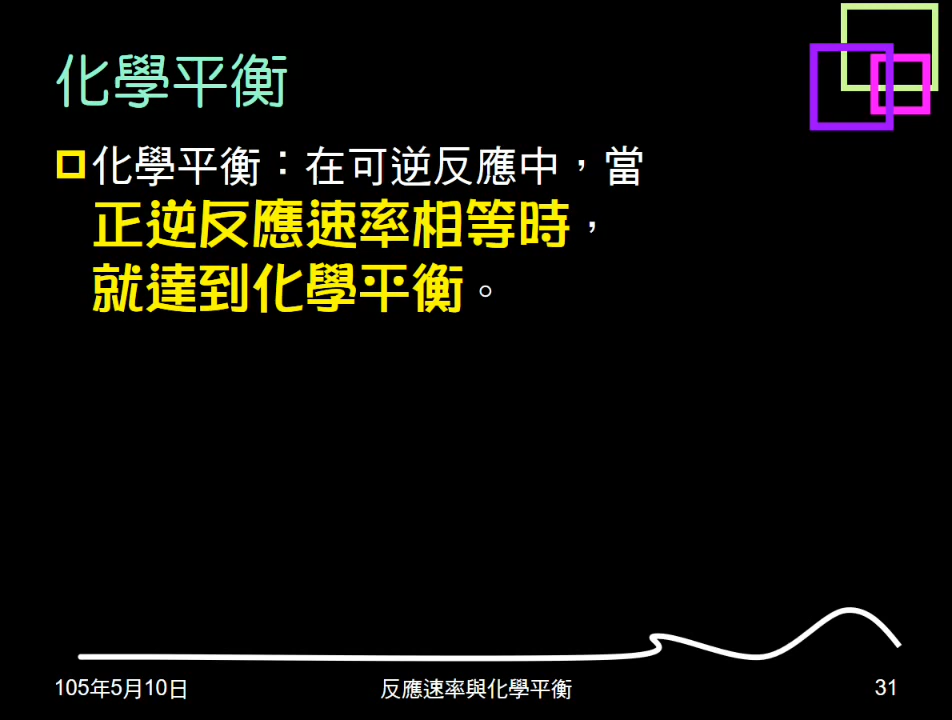 化學平衡
化學平衡：在可逆反應中，當
正逆反應速率相等時，
就達到化學平衡。
105年5月10日
反應速率與化學平衡
31